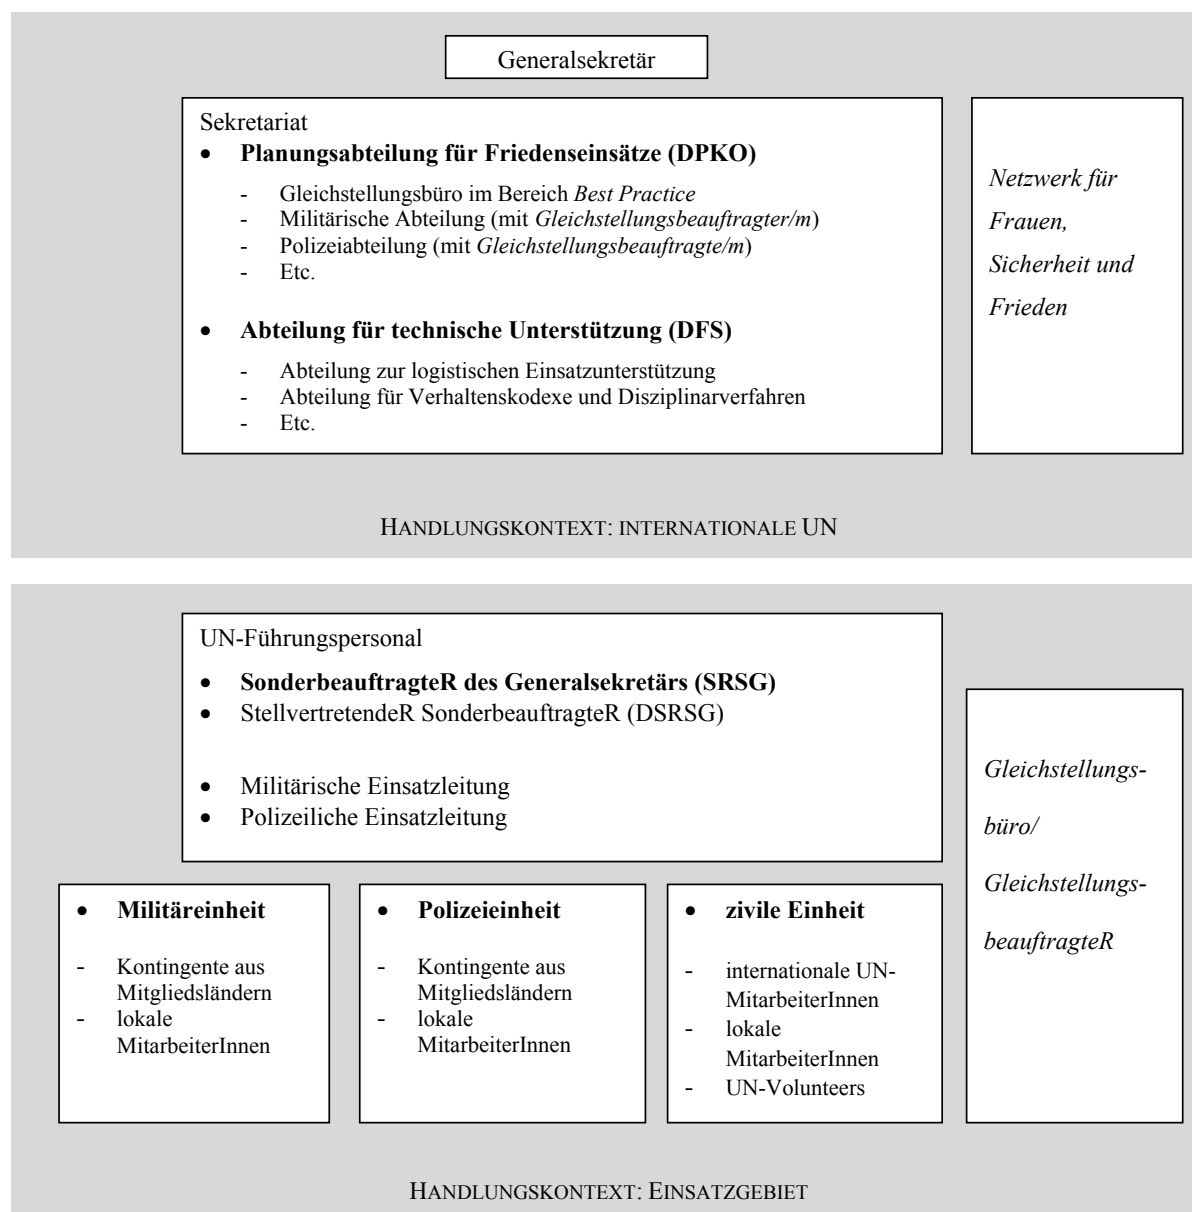 Generalsekretär
Sekretariat
• Planungsabteilung für Friedenseinsätze (DPKO)
- Gleichstellungsbüro im Bereich Best Practice
- Militärische Abteilung (mit Gleichstellungsbeauftragter/m)
- Polizeiabteilung (mit Gleichstellungsbeauftragte/m)
- Etc.
• Abteilung für technische Unterstützung (DFS)
- Abteilung zur logistischen Einsatzunterstützung
- Abteilung für Verhaltenskodexe und Disziplinarverfahren
- Etc.
Netzwerk für
Frauen,
Sicherheit und
Frieden
HANDLUNGSKONTEXT: INTERNATIONALE UN
UN-Führungspersonal
• SonderbeauftragteR des Generalsekretärs (SRSG)
• StellvertretendeR SonderbeauftragteR (DSRSG)
• Militärische Einsatzleitung
• Polizeiliche Einsatzleitung
• Militäreinheit
- Kontingente aus
Mitgliedsländern
- lokale
MitarbeiterInnen
• Polizeieinheit
- Kontingente aus
Mitgliedsländern
- lokale
MitarbeiterInnen
• zivile Einheit
- internationale UN-
MitarbeiterInnen
- lokale
MitarbeiterInnen
- UN-Volunteers
Gleichstellungs-
büro/
Gleichstellungs-
beauftragteR
HANDLUNGSKONTEXT: EINSATZGEBIET